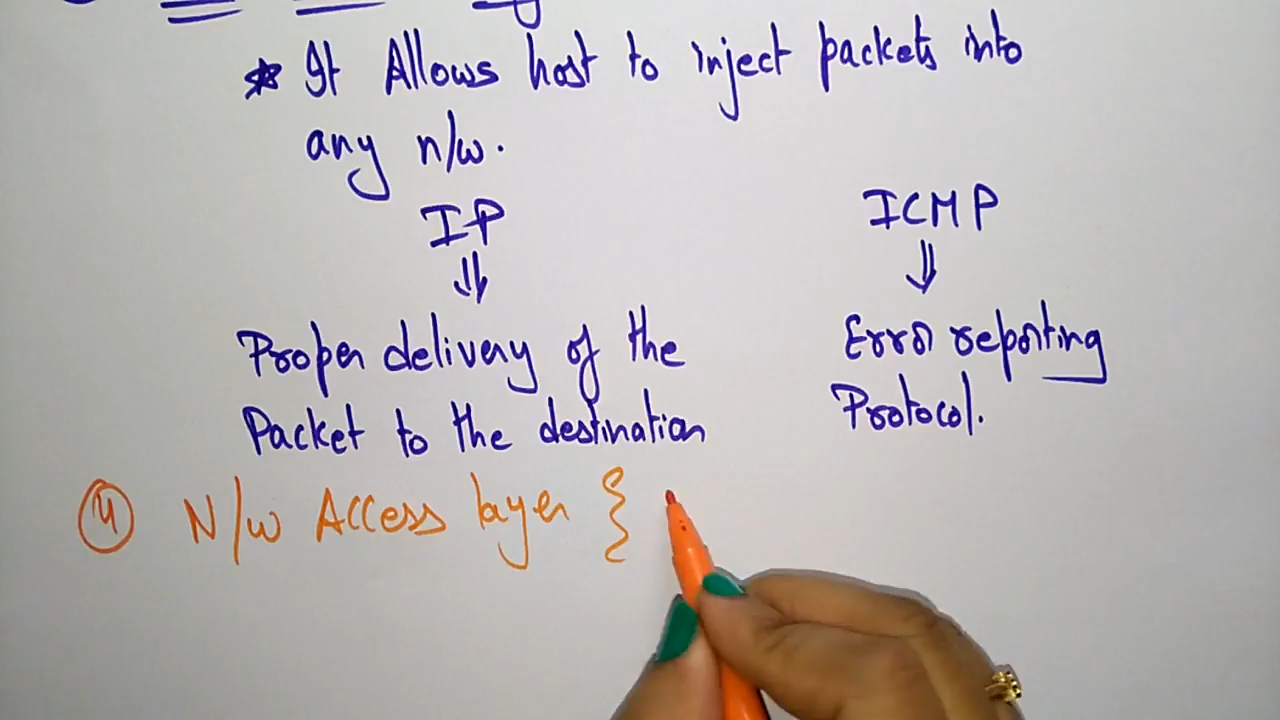 * It Allows host to inject packets into
any n/w.
IP
ICMP
Proper delivery of the
Packet to the destination
Error reporting
Protocol.
4 N/w Access layer {